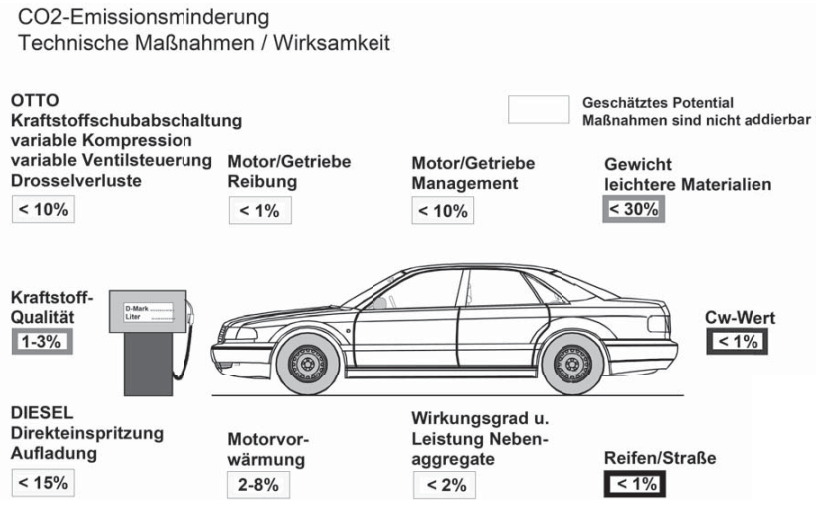 CO2-Emissionsminderung
Technische Maßnahmen / Wirksamkeit
OTTO
Kraftstoffschubabschaltung
variable Kompression
variable Ventilsteuerung
Drosselverluste
< 10%
Motor/Getriebe
Reibung
< 1%
Motor/Getriebe
Management
< 10%
Geschätztes Potential
Maßnahmen sind nicht addierbar
Gewicht
leichtere Materialien
< 30%
Kraftstoff-
Qualität
1-3%
D-Mark
Liter
Cw-Wert
< 1%
DIESEL
Direkteinspritzung
Aufladung
< 15%
Motorvor-
wärmung
2-8%
Wirkungsgrad u.
Leistung Neben-
aggregate
< 2%
Reifen/Straße
< 1%